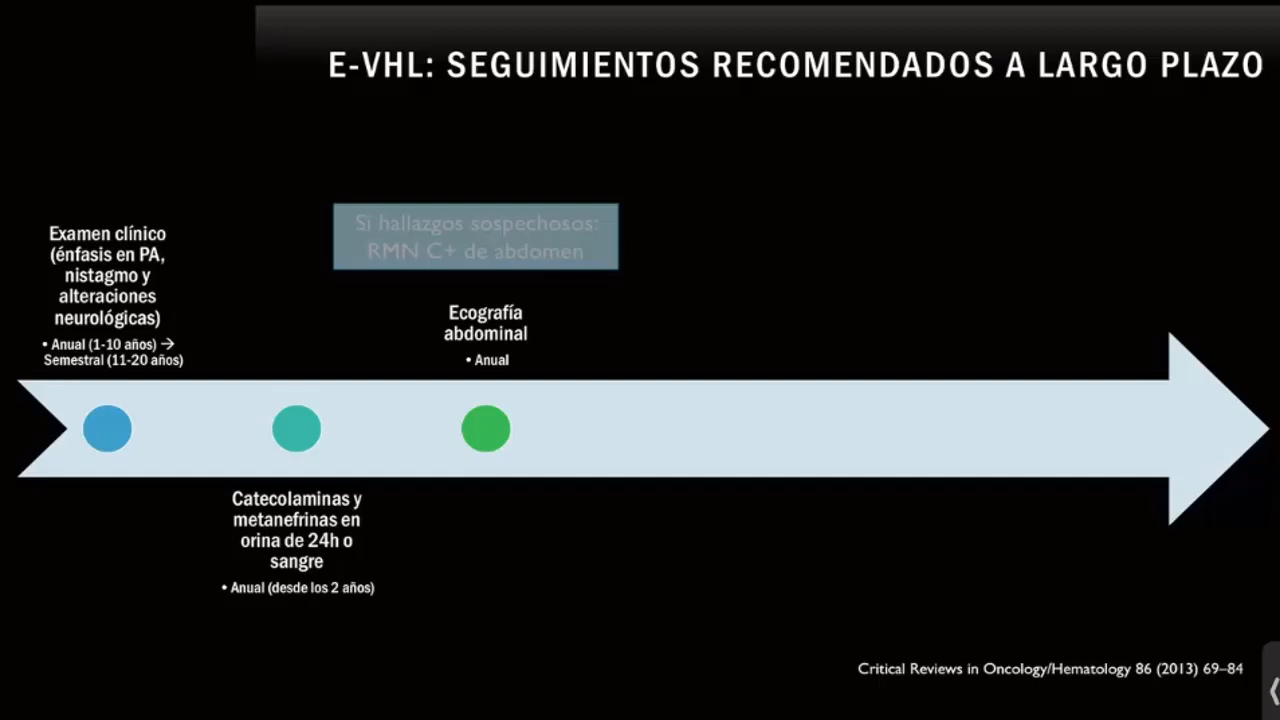 E-VHL: SEGUIMIENTOS RECOMENDADOS A LARGO PLAZO
Examen clínico
(énfasis en PA,
nistagmo y
alteraciones
neurológicas)
• Anual (1-10 años) →
Semestral (11-20 años)
Si hallazgos sospechosos:
RMN C+ de abdomen
Ecografía
abdominal
• Anual
Catecolaminas y
metanefrinas en
orina de 24h o
sangre
• Anual (desde los 2 años)
Critical Reviews in Oncology/Hematology 86 (2013) 69–84